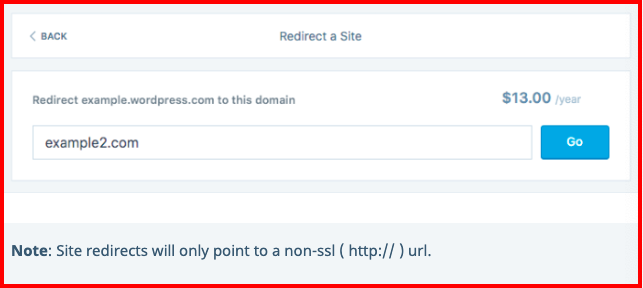 BACK
Redirect a Site
Redirect example.wordpress.com to this domain
$13.00 /year
example2.com
Go
Note: Site redirects will only point to a non-ssl ( http:// ) url.